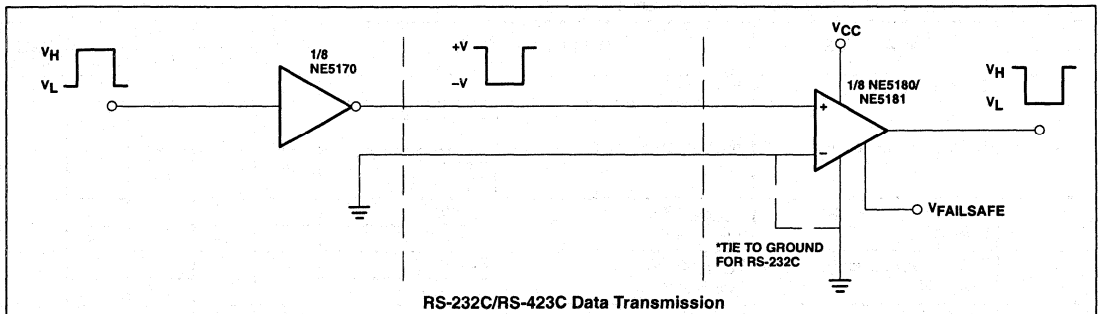 VH
VL
1/8
NE5170
+V
–V
VCC
1/8 NE5180/
NE5181
+
–
VH
VL
VFAILSAFE
*TIE TO GROUND
FOR RS-232C
RS-232C/RS-423C Data Transmission